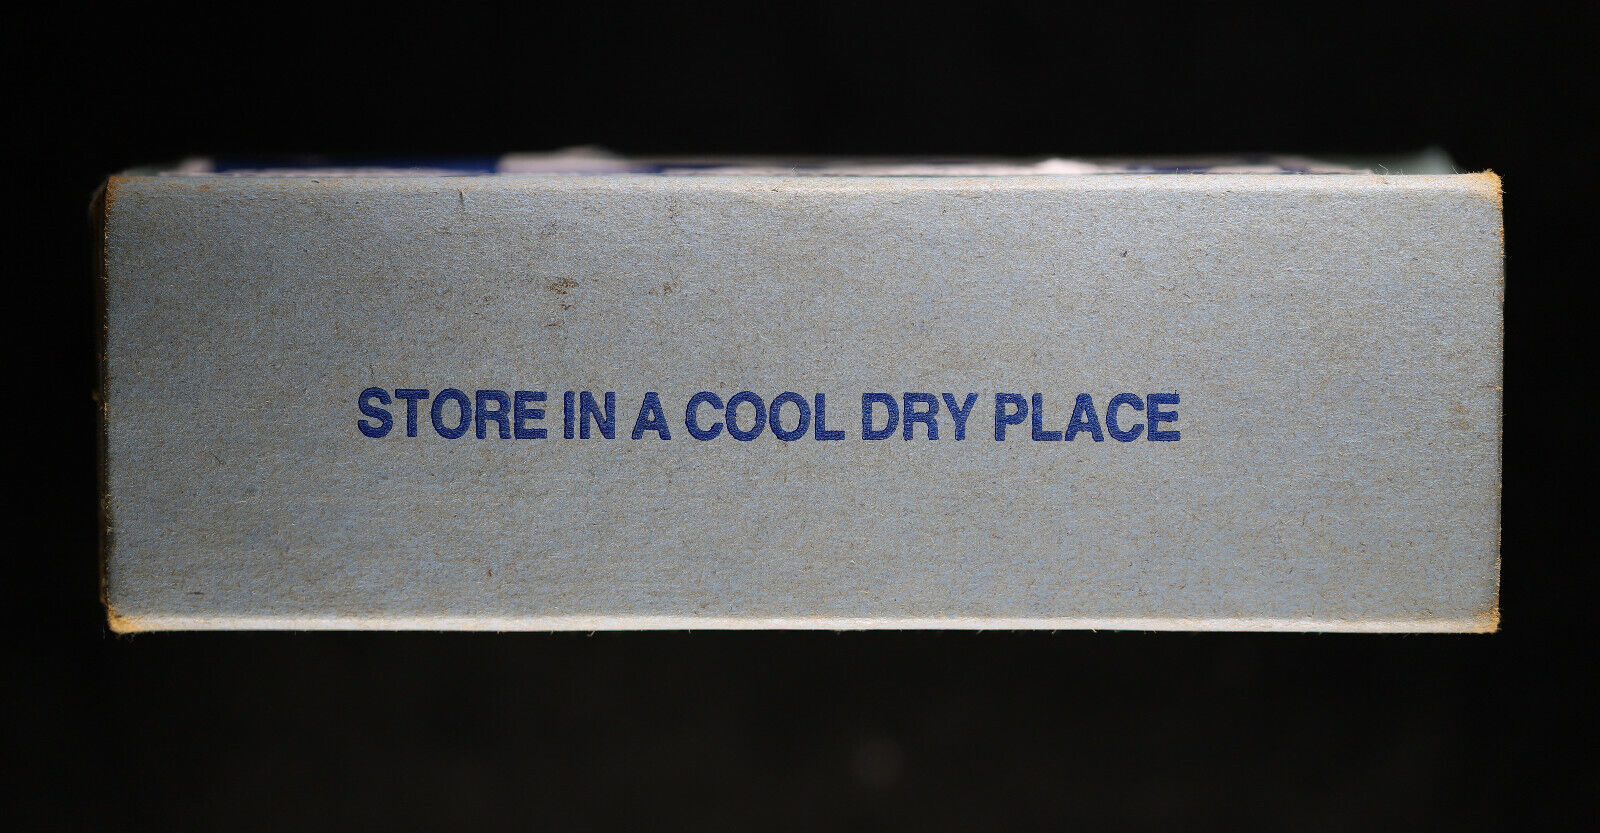 STORE IN A COOL DRY PLACE